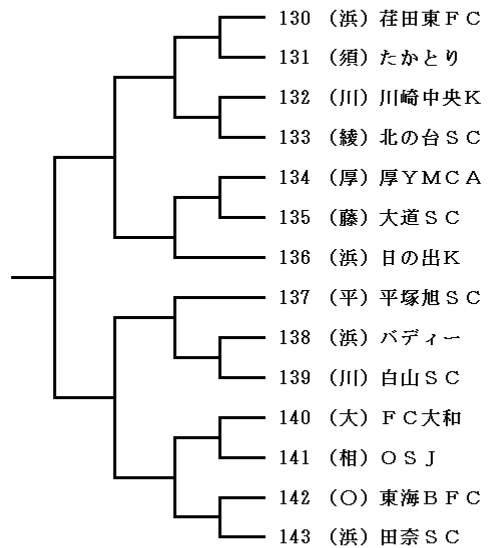 130 （浜）荏田東ＦＣ
131 （須）たかとり
132 （川）川崎中央Ｋ
133 （綾）北の台ＳＣ
134 （厚）厚ＹＭＣＡ
135 （藤）大道ＳＣ
136 （浜）日の出Ｋ
137 （平）平塚旭ＳＣ
138 （浜）バディー
139 （川）白山ＳＣ
140 （大）ＦＣ大和
141 （相）ＯＳＪ
142 （〇）東海ＢＦＣ
143 （浜）田奈ＳＣ